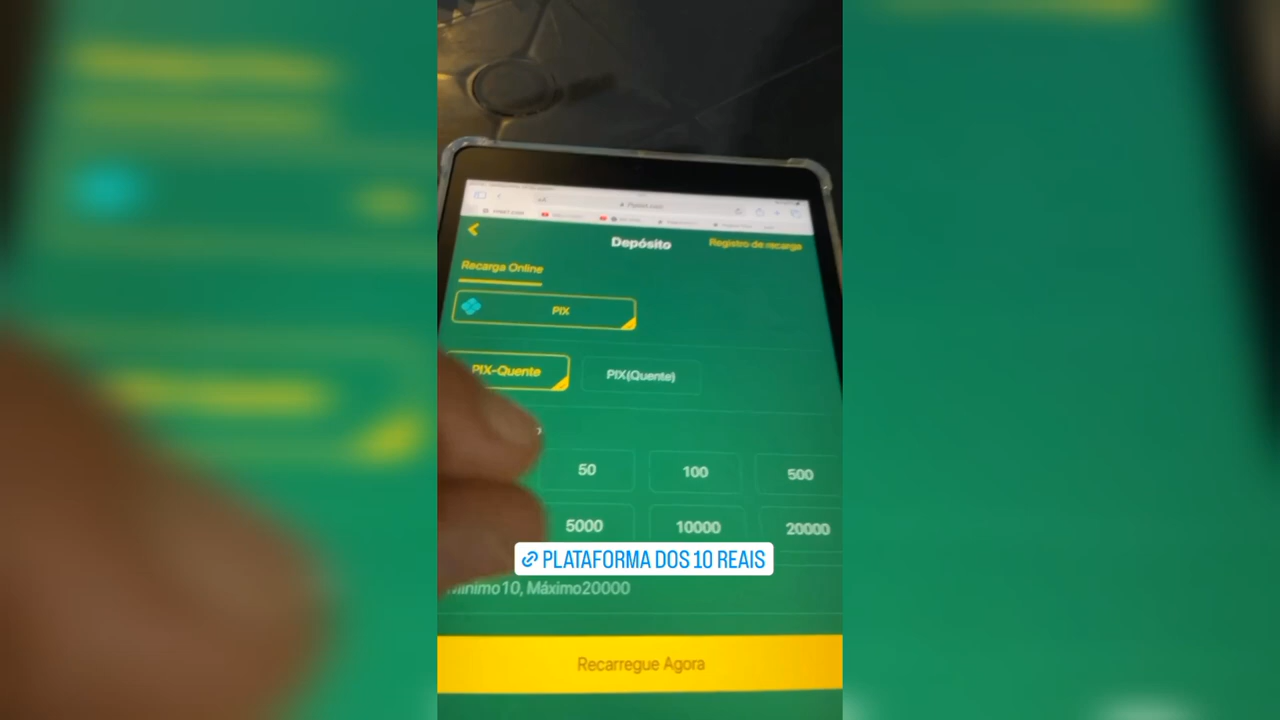 Depósito
Registro de recarga
Recarga Online
PIX
PIX-Quente
PIX(Quente)
50
100
500
5000
10000
20000
PLATAFORMA DOS 10 REAIS
Mínimo10, Máximo20000
Recarregue Agora